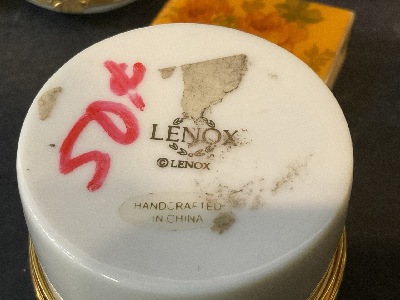 50¢
LENOX
© LENOX
HANDCRAFTED
IN CHINA